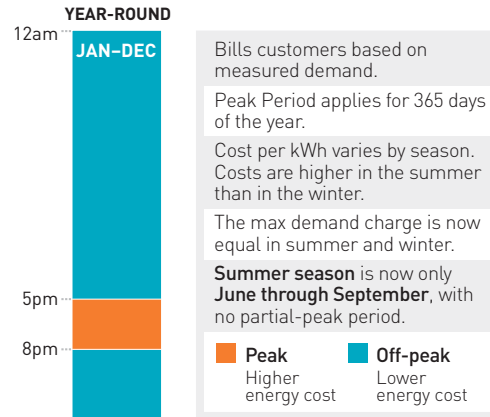 YEAR-ROUND
12am
JAN–DEC
5pm
8pm
Bills customers based on
measured demand.
Peak Period applies for 365 days
of the year.
Cost per kWh varies by season.
Costs are higher in the summer
than in the winter.
The max demand charge is now
equal in summer and winter.
Summer season is now only
June through September, with
no partial-peak period.
Peak
Higher
energy cost
Off-peak
Lower
energy cost